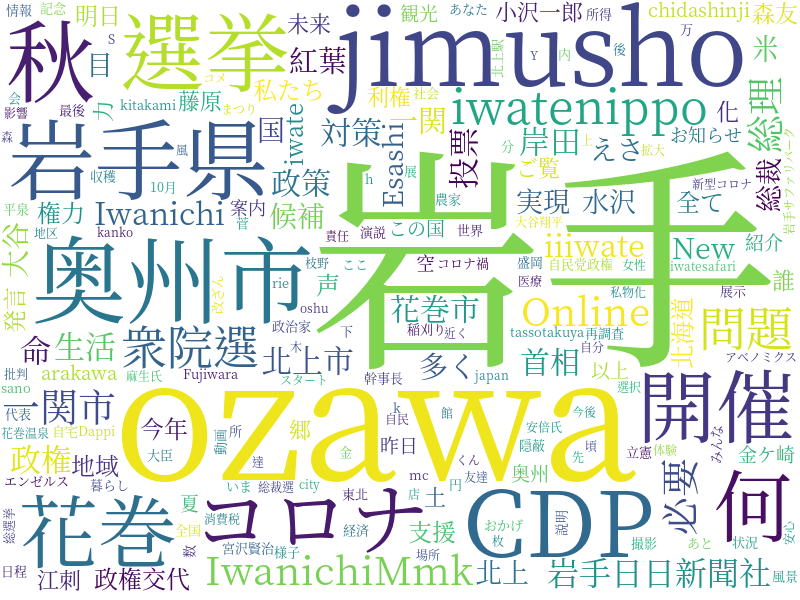 情報
記念
秋
選挙
jimusho
明日
S
目
未来
紅葉
観光
あなた
小沢一郎
所得
chidashinji
森友
万
米
会
影響
最後
kitakami
力
藤原
コメ
まつり
私たち
利権
社会
北上駅
Y
内
後
iwatenippo
化
総理
森
岩手県
風
国
iwate
対策
一関
Esashi
投票
岸田
分
上
拡大
お知らせ
えさ
ご覧
総裁
新型コロナ
岩手サファリパーク
収穫
10月
政策
h
展
農家
実現
水沢
全て
平泉
地区
権力
Iwanichi
案内
菅
候補
責任
演説
この国
世界
大谷翔平
iiiwate
New
紹介
誰
kanko
大谷
発言
奥州市
岩手
改ざん
rie
枝野
ここ
空
コロナ禍
盛岡
自民党政権
女性
iwatesafari
声
医療
私物化
展示
oshu
花巻市
Online
北海道
問題
命
生活
衆院選
政治家
下
稲刈り
近く
tassotakuya
再調査
自分
北上市
多く
首相
以上
アベノミクス
批判
arakawa
麻生氏
Fujiwara
木
スタート
幹事長
japan
選択
sano
代表
一関市
ozawa
k
自民
館
今後
開催
花巻温泉
自宅Dappi
今年
郷
昨日
安倍氏
隠蔽
頃
先
立憲
体験
みんな
金ケ崎
政権
地域
大臣
所
動画
達
金
くん
友達
奥州
必要
何
エンゼルス
暮らし
いま
総裁選
city
東北
mc
店
円
土
総選挙
花巻
夏
全国
数
コロナ
消費税
経済
支援
CDP
おかげ
枚
説明
撮影
あと
状況
安心
宮沢賢治
様子
場所
日程
江刺
政権交代
IwanichiMmk
北上
岩手日日新聞社
風景